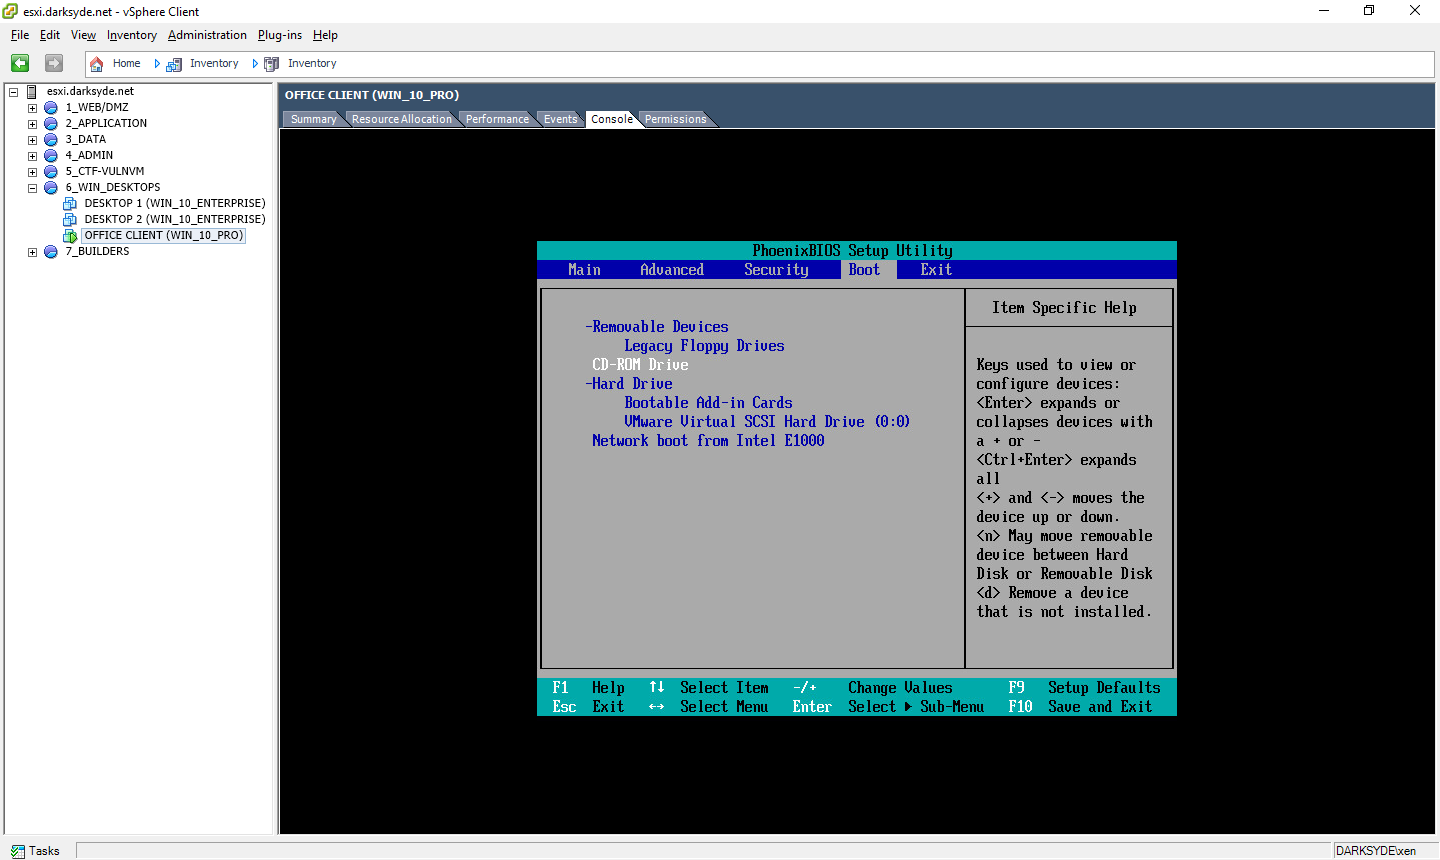 esxi.darksyde.net - vSphere Client
File Edit View Inventory Administration Plug-ins Help
Home Inventory Inventory
esxi.darksyde.net
1_WEB/DMZ
2_APPLICATION
3_DATA
4_ADMIN
5_CTF-VULNVM
6_WIN_DESKTOPS
DESKTOP 1 (WIN_10_ENTERPRISE)
DESKTOP 2 (WIN_10_ENTERPRISE)
OFFICE CLIENT (WIN_10_PRO)
7_BUILDERS
OFFICE CLIENT (WIN_10_PRO)
Summary Resource Allocation Performance Events Console Permissions
PhoenixBIOS Setup Utility
Main Advanced Security Boot Exit
-Removable Devices
Legacy Floppy Drives
CD-ROM Drive
-Hard Drive
Bootable Add-in Cards
VMware Virtual SCSI Hard Drive (0:0)
Network boot from Intel E1000
Item Specific Help
Keys used to view or
configure devices:
<Enter> expands or
collapses devices with
a + or -
<Ctrl+Enter> expands
all
<+> and <-> moves the
device up or down.
<n> May move removable
device between Hard
Disk or Removable Disk
<d> Remove a device
that is not installed.
F1 Help ↑↓ Select Item -/+ Change Values F9 Setup Defaults
Esc Exit ↔ Select Menu Enter Select ▶ Sub-Menu F10 Save and Exit
Tasks
DARKSYDE\xen